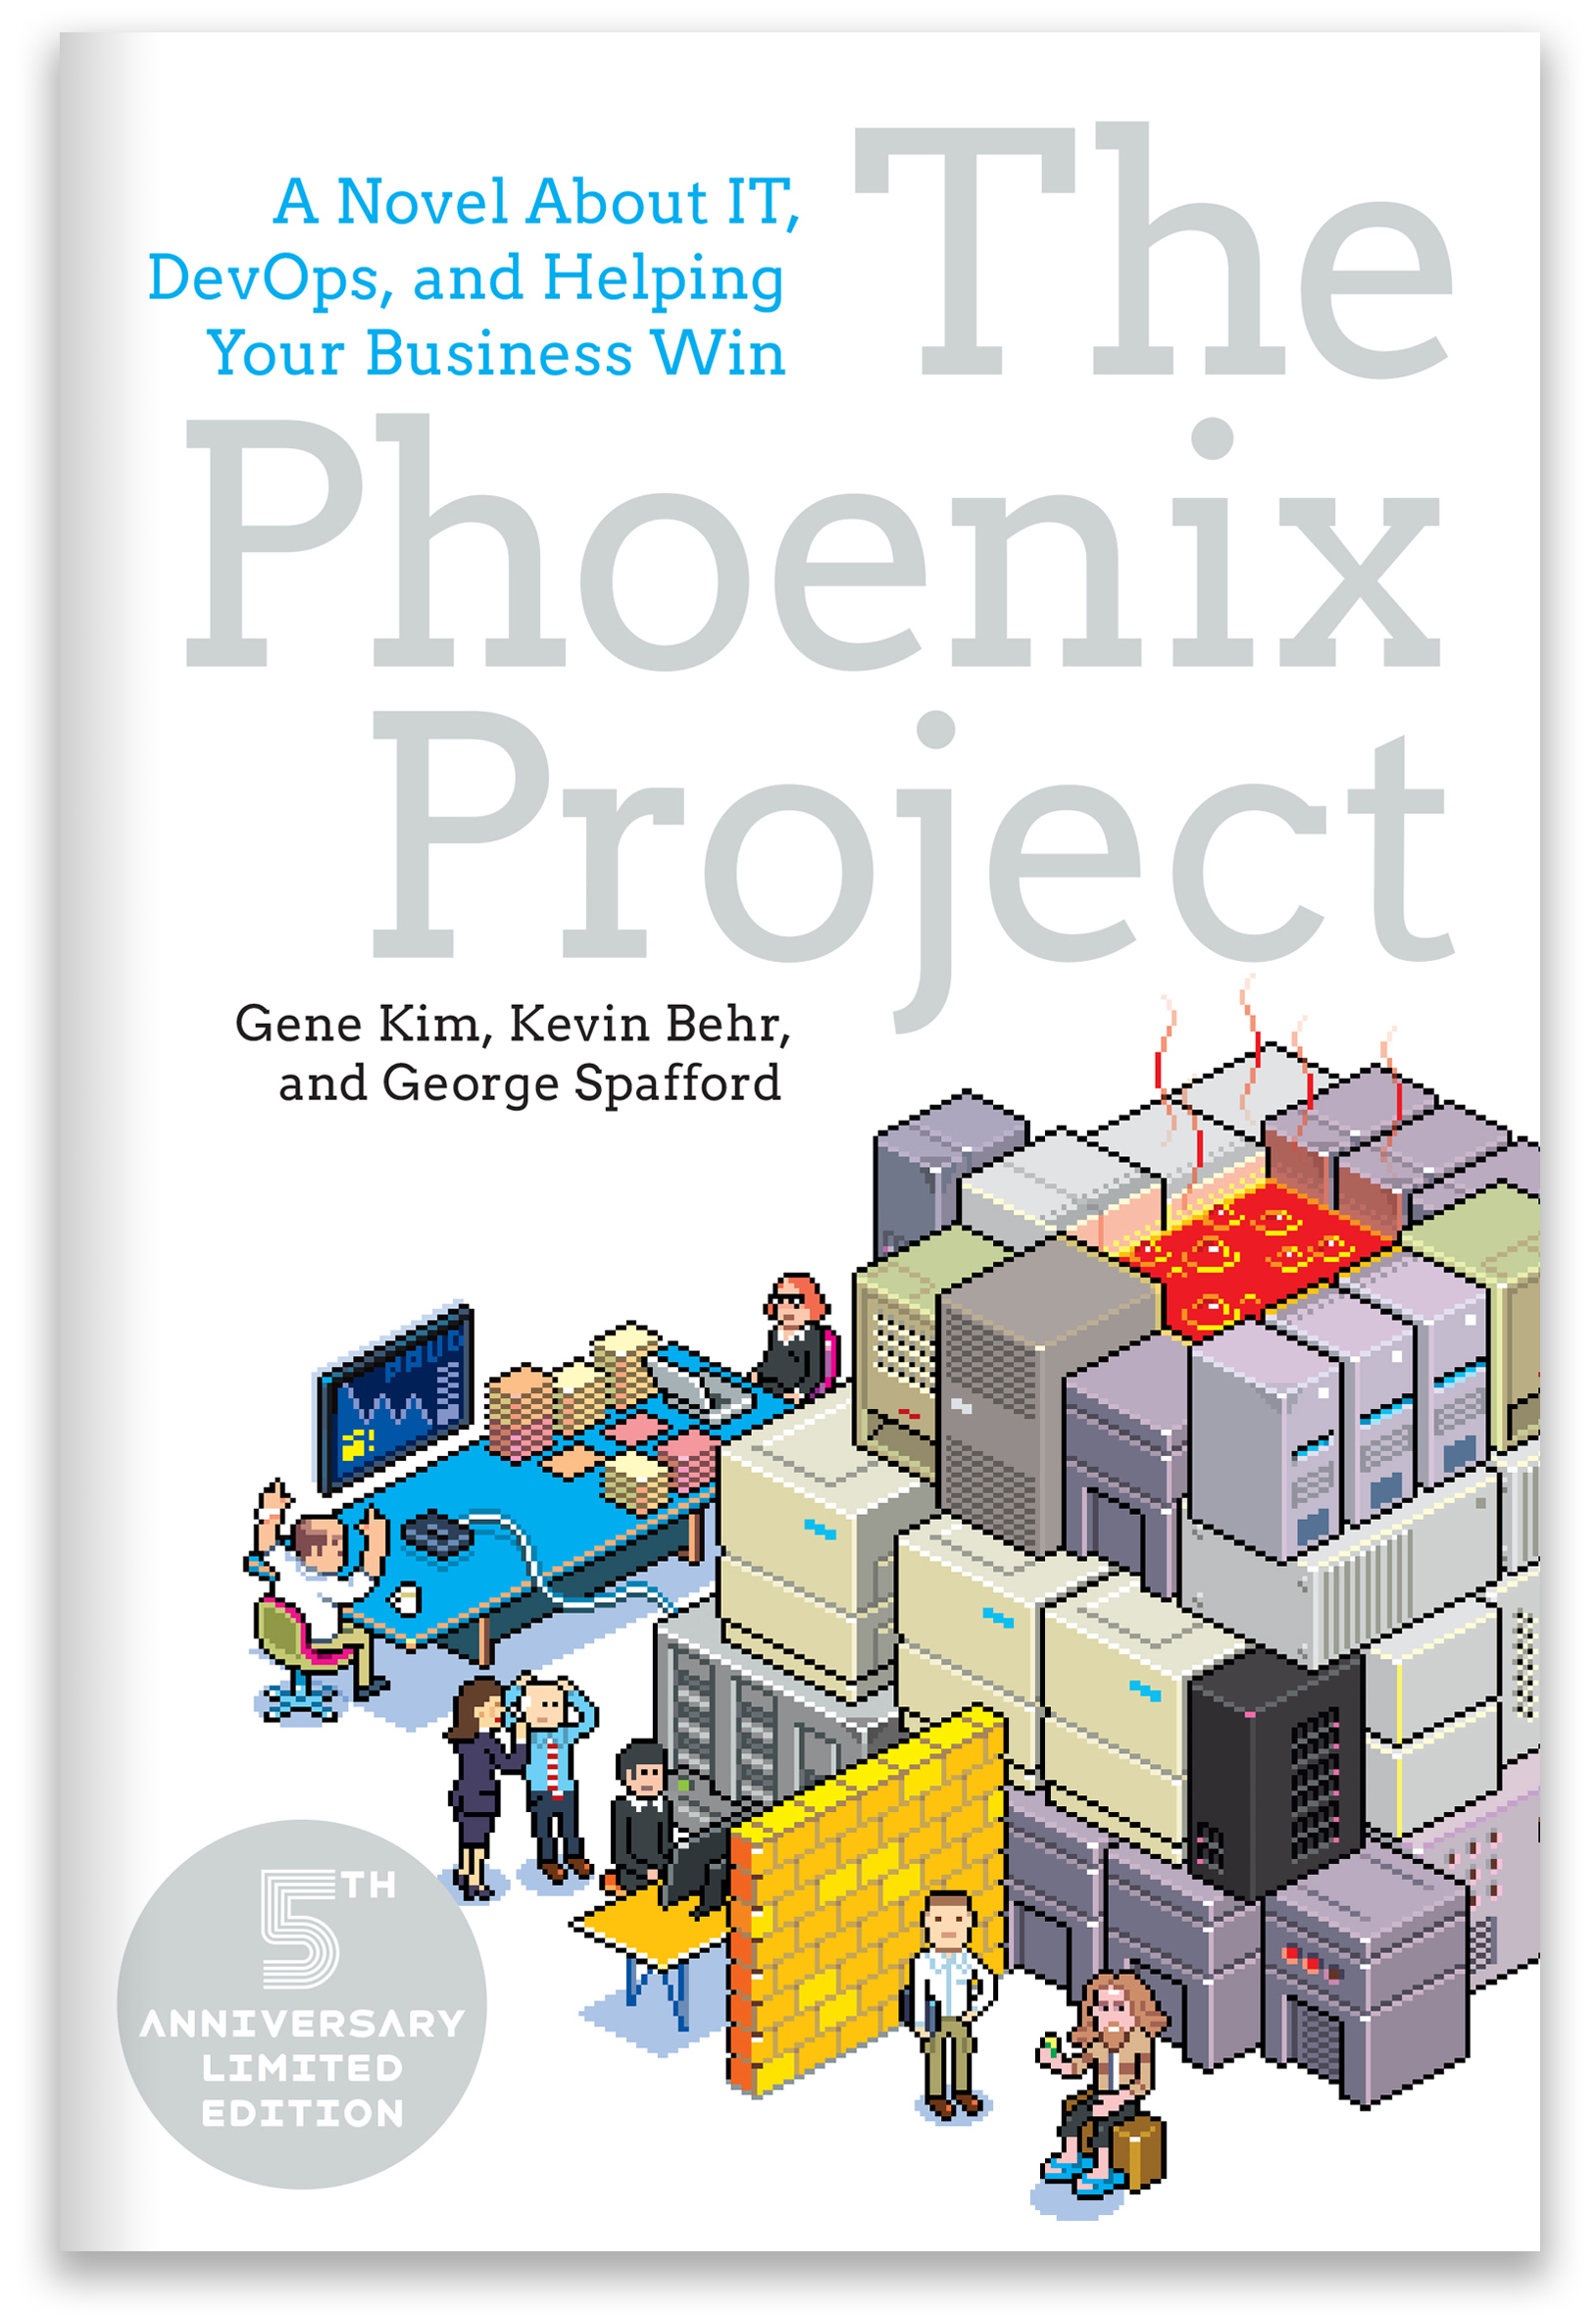 A Novel About IT,
DevOps, and Helping
Your Business Win
The
Phoenix
Project
Gene Kim, Kevin Behr,
and George Spafford
5TH
ANNIVERSARY
LIMITED
EDITION